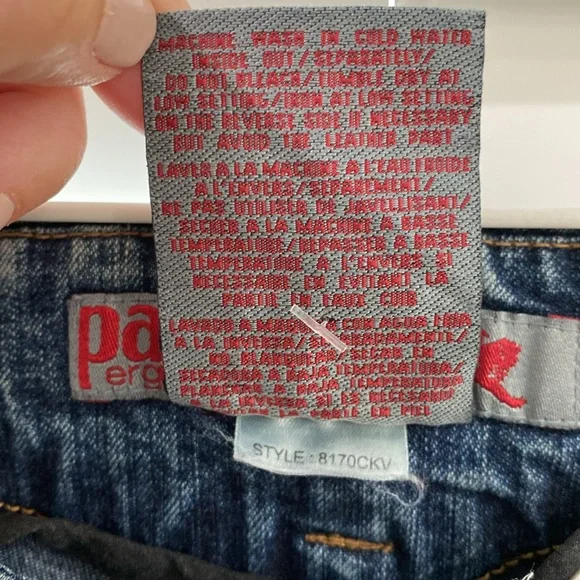 MACHINE WASH IN COLD WATER
INSIDE OUT/SEPARATELY/
DO NOT BLEACH/TUMBLE DRY AT
LOW SETTING/IRON AT LOW SETTING
ON THE REVERSE SIDE IF NECESSARY
BUT AVOID THE LEATHER PART
LAVER A LA MACHINE A L'EAU FROIDE
A L'ENVERS/SEPAREMENT/
NE PAS UTILISER DE JAVELLISANT/
SECHER A LA MACHINE A BASSE
TEMPERATURE/REPASSER A BASSE
TEMPERATURE A L'ENVERS SI
NECESSAIRE EN EVITANT LA
PARTIE EN FAUX CUIR
LAVADO A CON AGUA FRIA
A LA INVERSA/
NO BLANQUEAR/SECAR EN
SECADORA A BAJA TEMPERATURA/
PLANCHAR A BAJA TEMPERATURA
LA INVERSA SI ES NECESARIO
EN PIEL
pa
erg
STYLE : 8170CKV